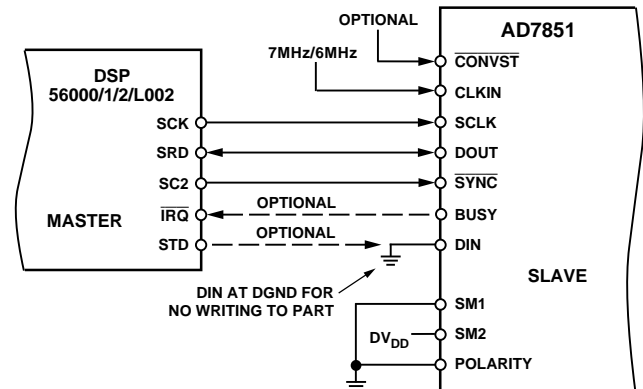 OPTIONAL
AD7851
7MHz/6MHz
CONVST
DSP
56000/1/2/L002
CLKIN
SCK
SCLK
SRD
DOUT
SC2
SYNC
MASTER
IRQ
OPTIONAL
BUSY
STD
OPTIONAL
DIN
SLAVE
DIN AT DGND FOR
NO WRITING TO PART
SM1
DVDD
SM2
POLARITY